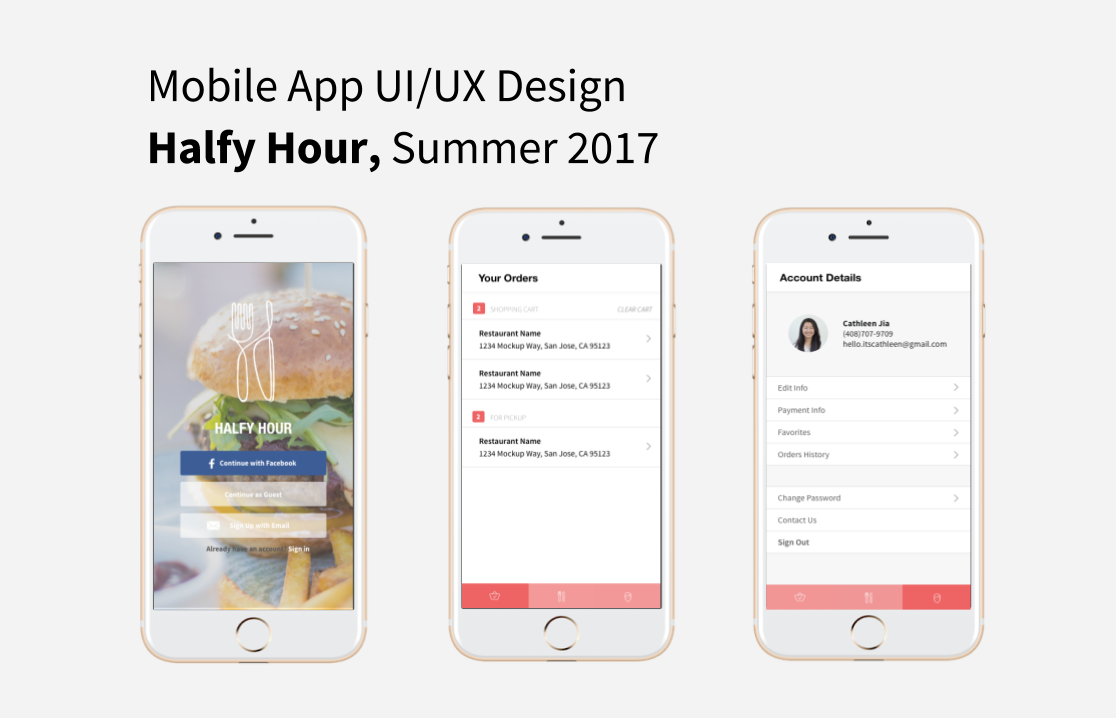 Mobile App UI/UX Design
Halfy Hour, Summer 2017
HALFY HOUR
f Continue with Facebook
Continue as Guest
Sign Up with Email
Already have an account? Sign in
Your Orders
2 SHOPPING CART CLEAR CART
Restaurant Name
1234 Mockup Way, San Jose, CA 95123
Restaurant Name
1234 Mockup Way, San Jose, CA 95123
2 FOR PICKUP
Restaurant Name
1234 Mockup Way, San Jose, CA 95123
Account Details
Cathleen Jia
(408)707-9709
hello.itscathleen@gmail.com
Edit Info
Payment Info
Favorites
Orders History
Change Password
Contact Us
Sign Out